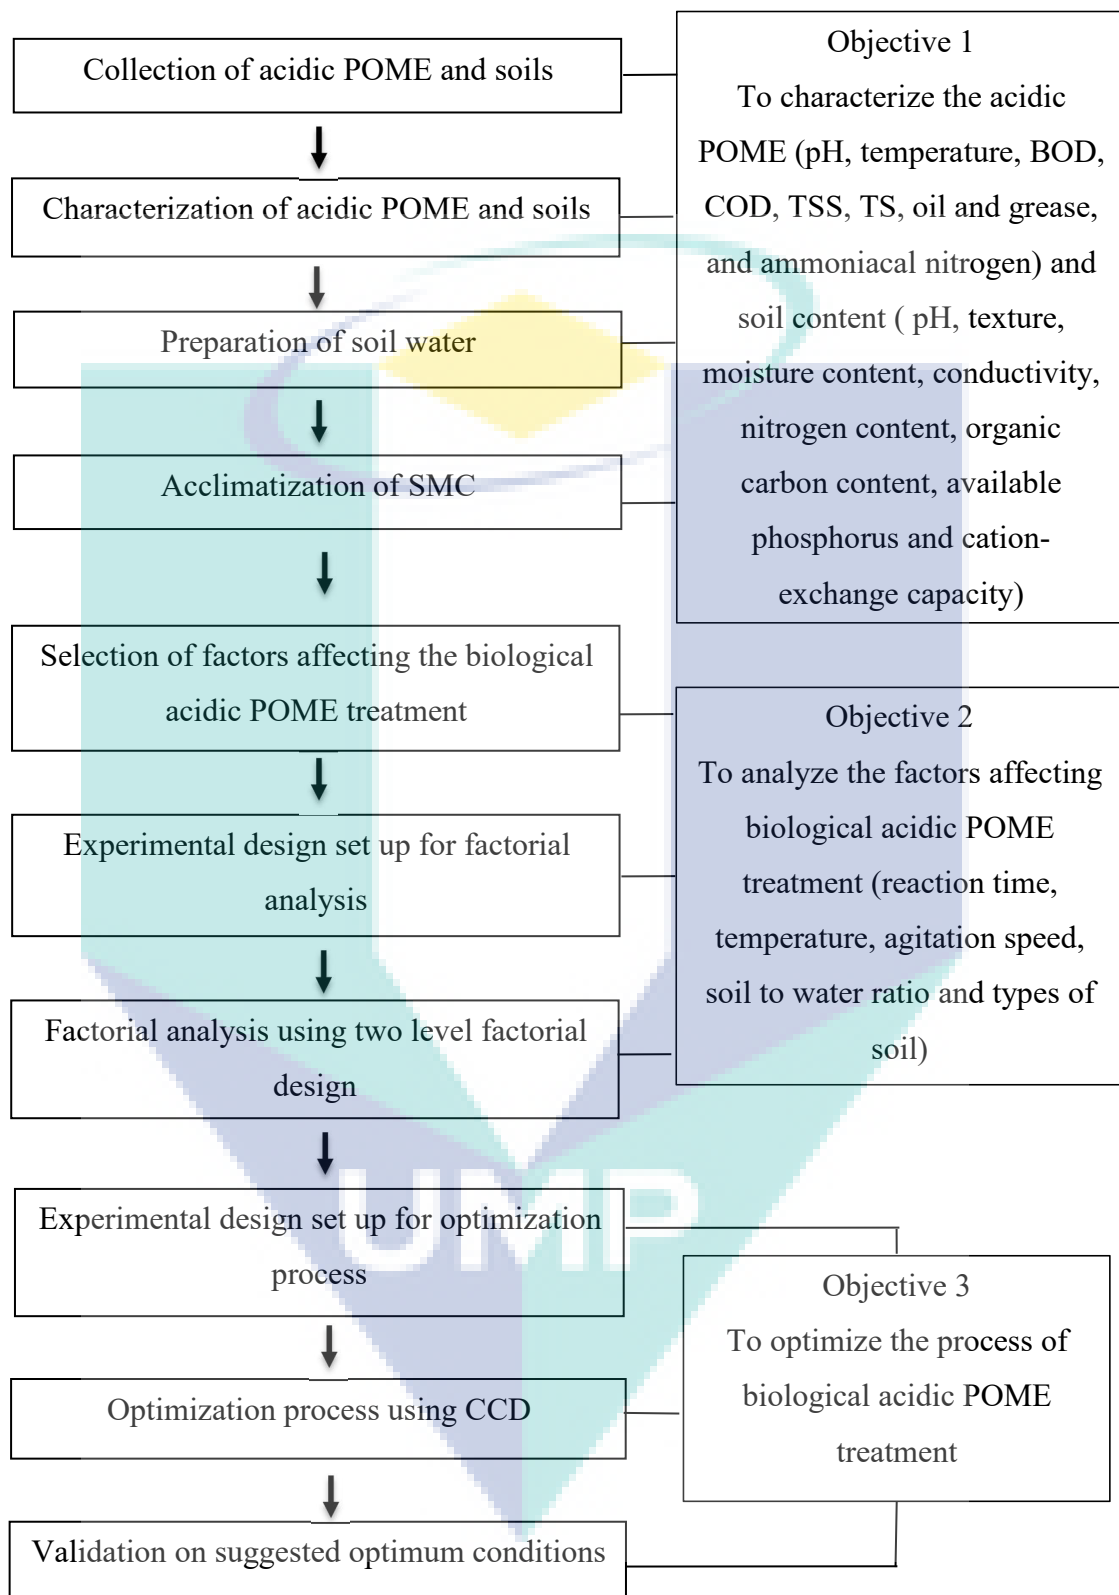 Collection of acidic POME and soils
Characterization of acidic POME and soils
Preparation of soil water
Acclimatization of SMC
Selection of factors affecting the biological
acidic POME treatment
Experimental design set up for factorial
analysis
Factorial analysis using two level factorial
design
Experimental design set up for optimization
process
Optimization process using CCD
Validation on suggested optimum conditions
Objective 1
To characterize the acidic
POME (pH, temperature, BOD,
COD, TSS, TS, oil and grease,
and ammoniacal nitrogen) and
soil content ( pH, texture,
moisture content, conductivity,
nitrogen content, organic
carbon content, available
phosphorus and cation-
exchange capacity)
Objective 2
To analyze the factors affecting
biological acidic POME
treatment (reaction time,
temperature, agitation speed,
soil to water ratio and types of
soil)
Objective 3
To optimize the process of
biological acidic POME
treatment
UMP